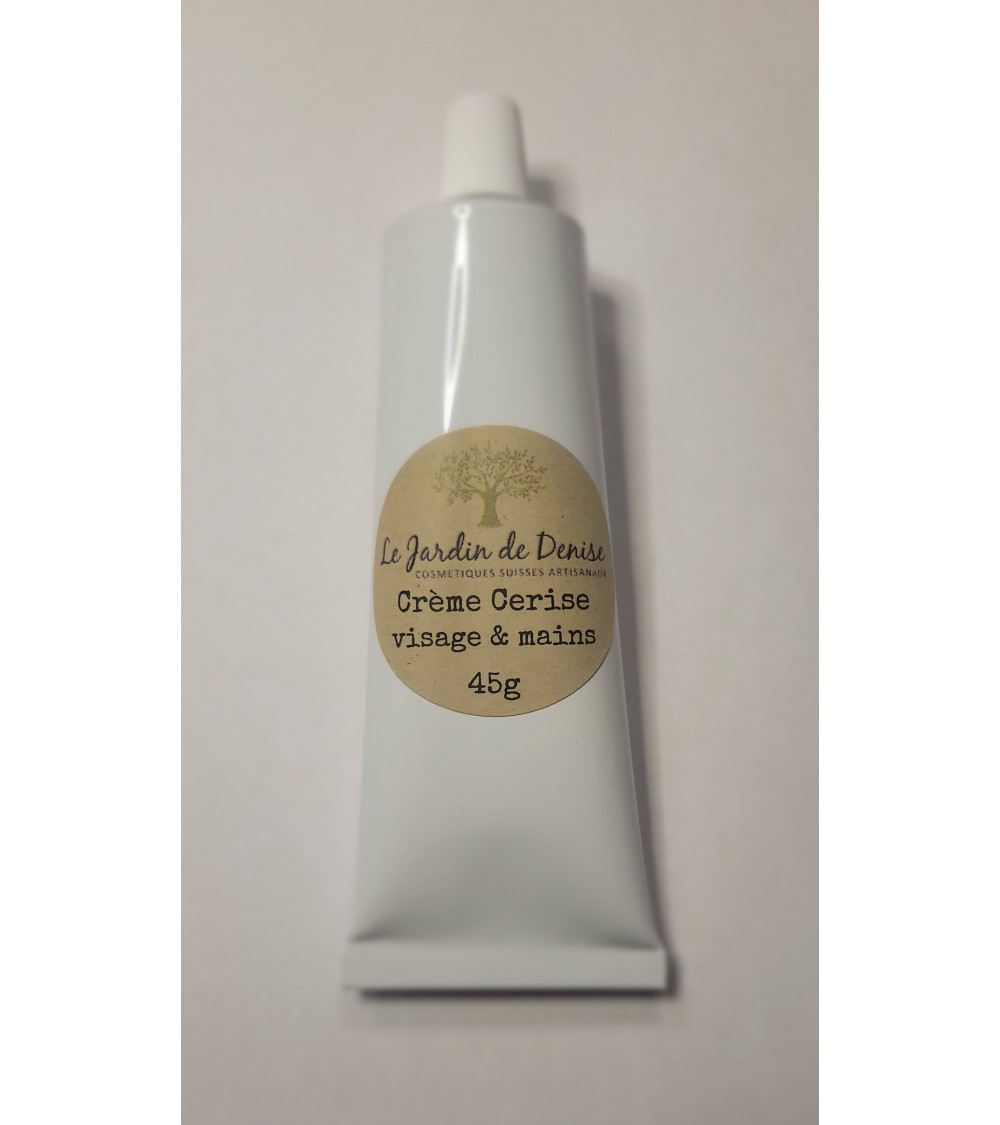 Le Jardin de Denise
COSMETIQUES SUISSES ARTISANAUX
Crème Cerise
visage & mains
45g